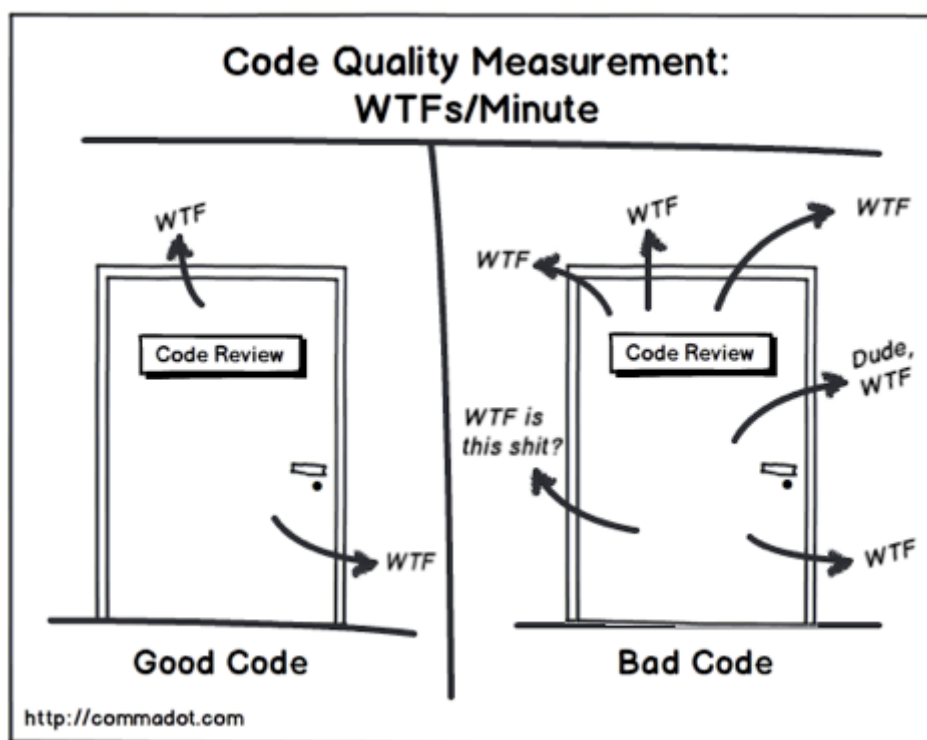 Code Quality Measurement:
WTFs/Minute
WTF
Code Review
WTF
Good Code
WTF
WTF
WTF
Code Review
Dude,
WTF
WTF is
this shit?
WTF
Bad Code
http://commadot.com